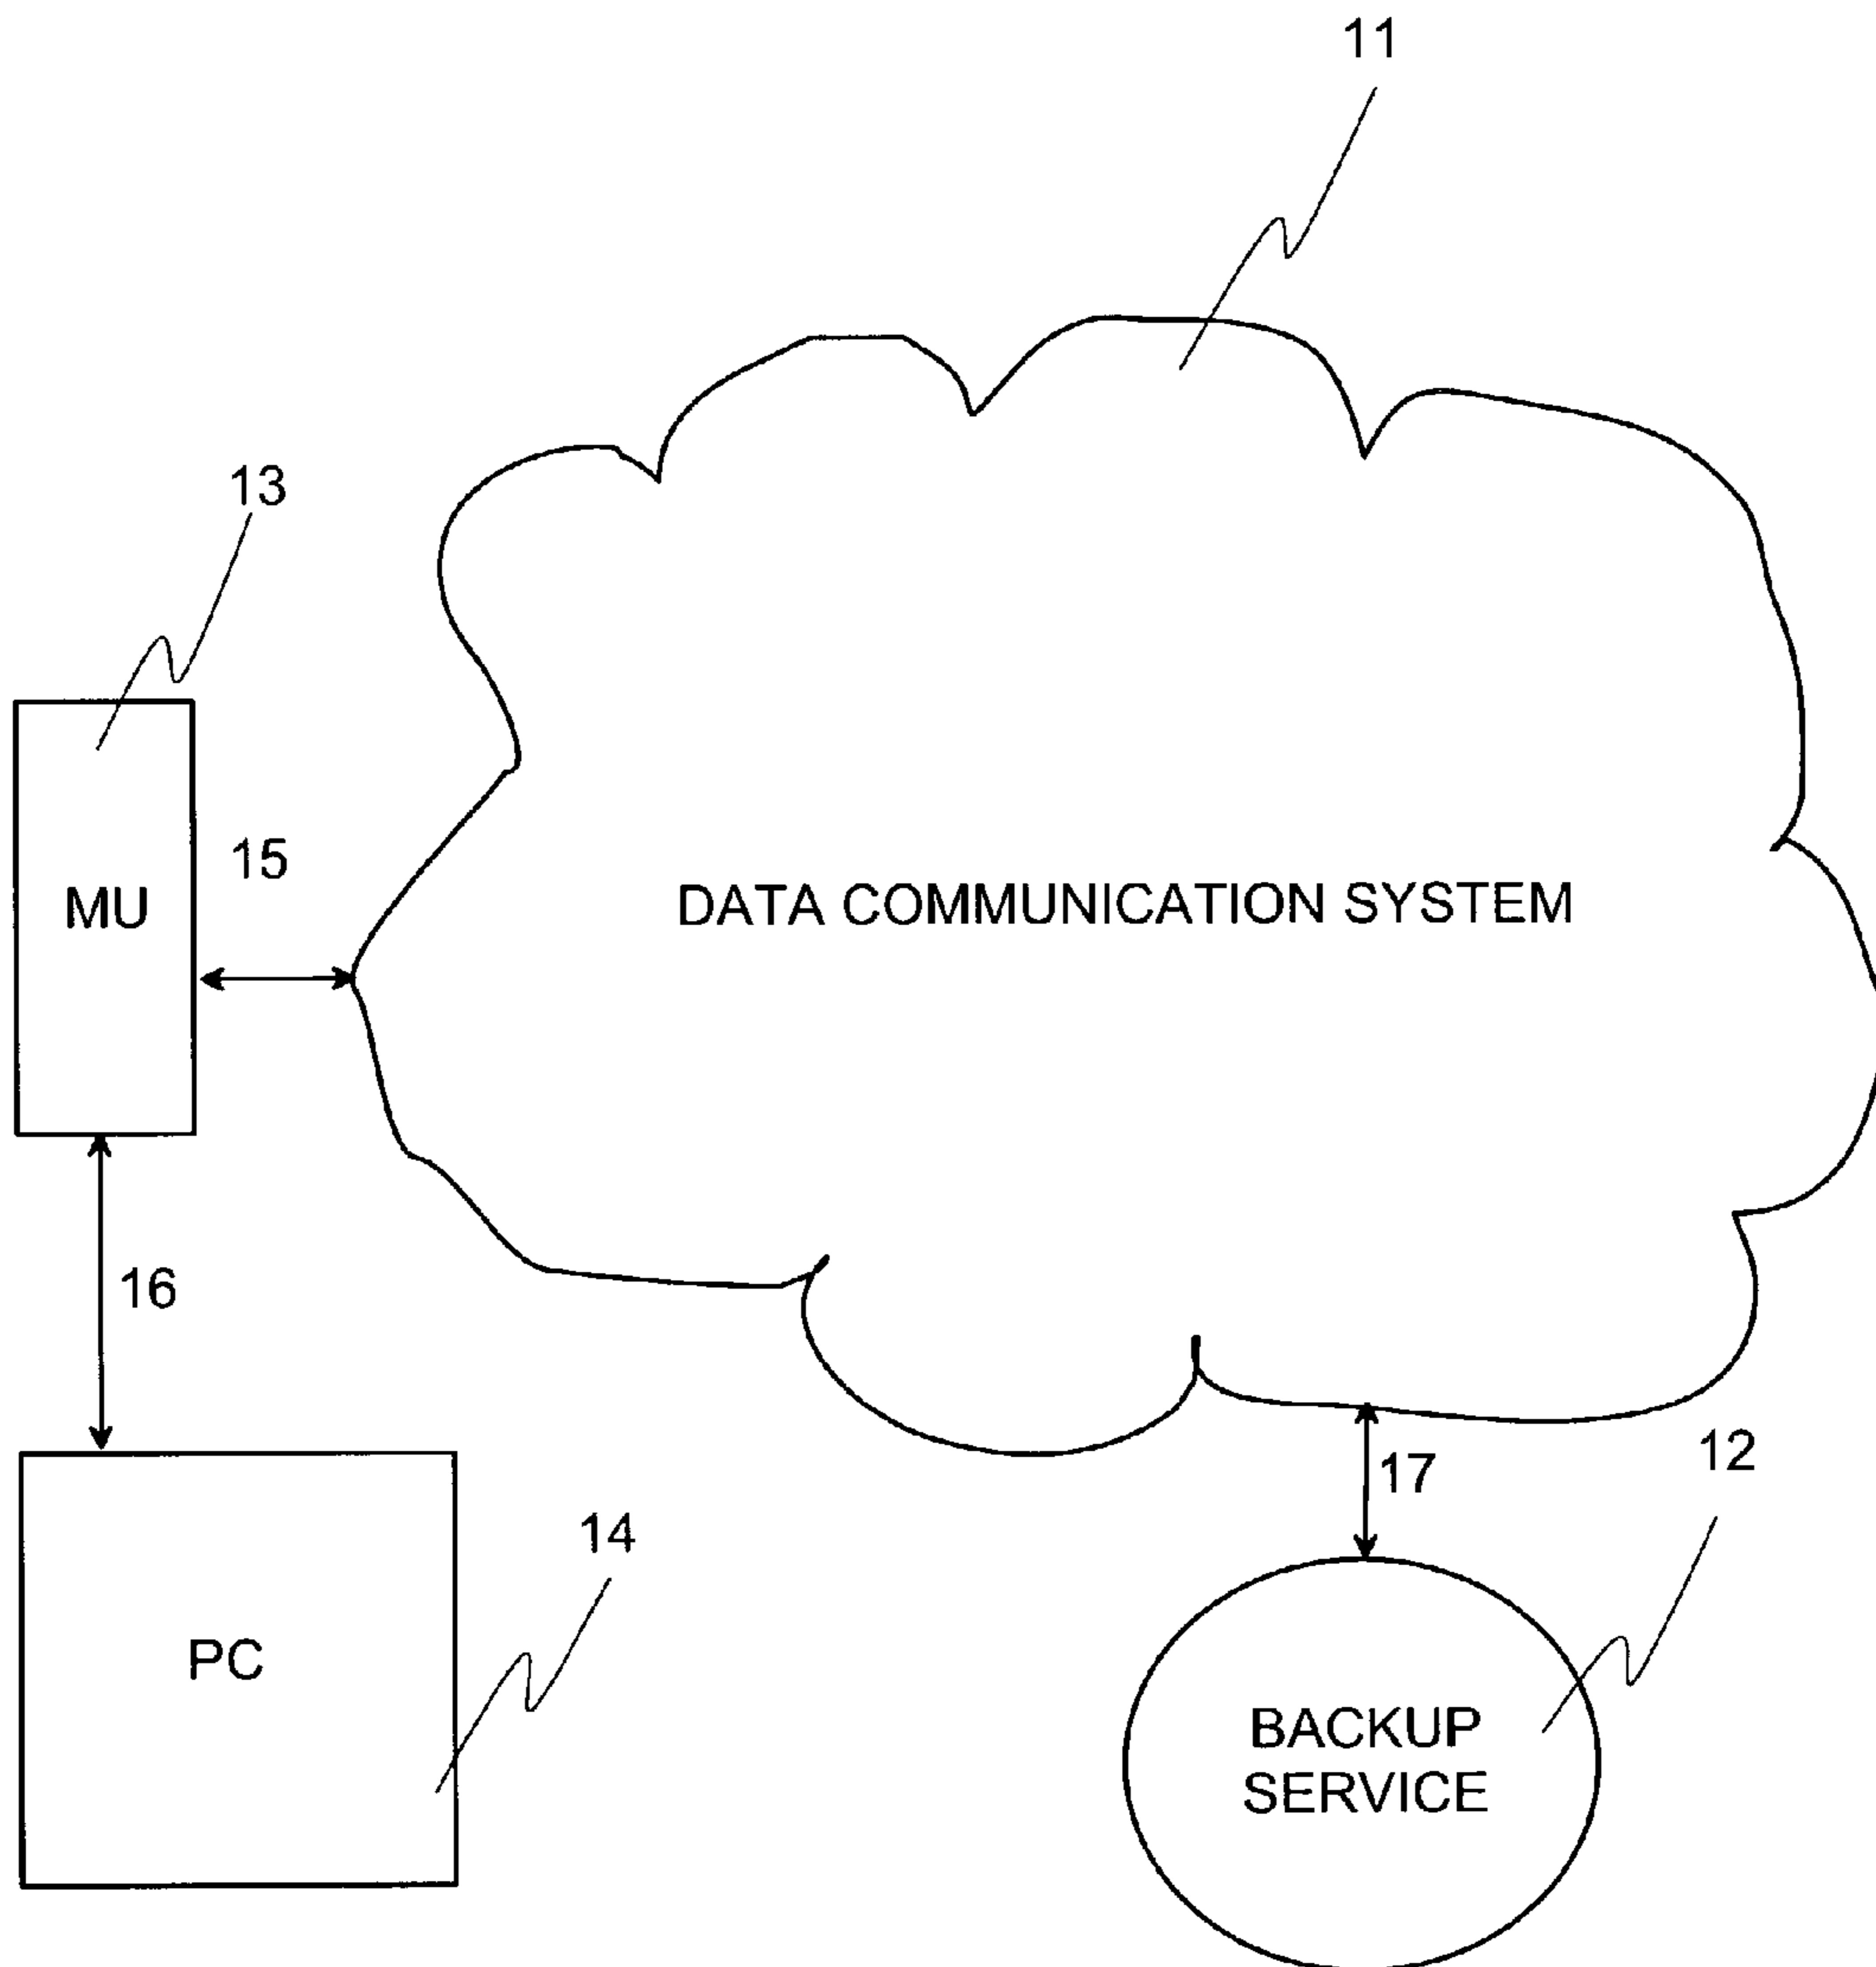 11
13
15
MU
DATA COMMUNICATION SYSTEM
16
17
12
14
PC
BACKUP
SERVICE